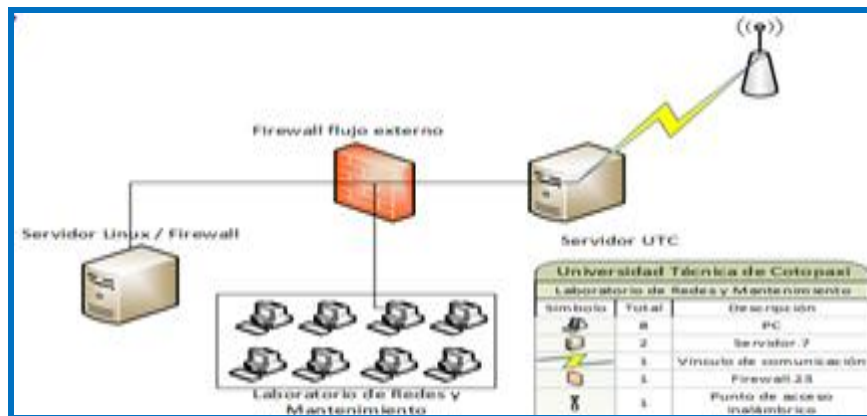 Firewall flujo externo
Servidor Linux / Firewall
Servidor UTC
Laboratorio de Redes y
Mantenimiento
Universidad Técnica de Cotopaxi
Laboratorio de Redes y Mantenimiento
Símbolo Total Descripción
8 PC
2 Servidor.7
1 Vínculo de comunicación
1 Firewall.23
1 Punto de acceso
inalámbrico